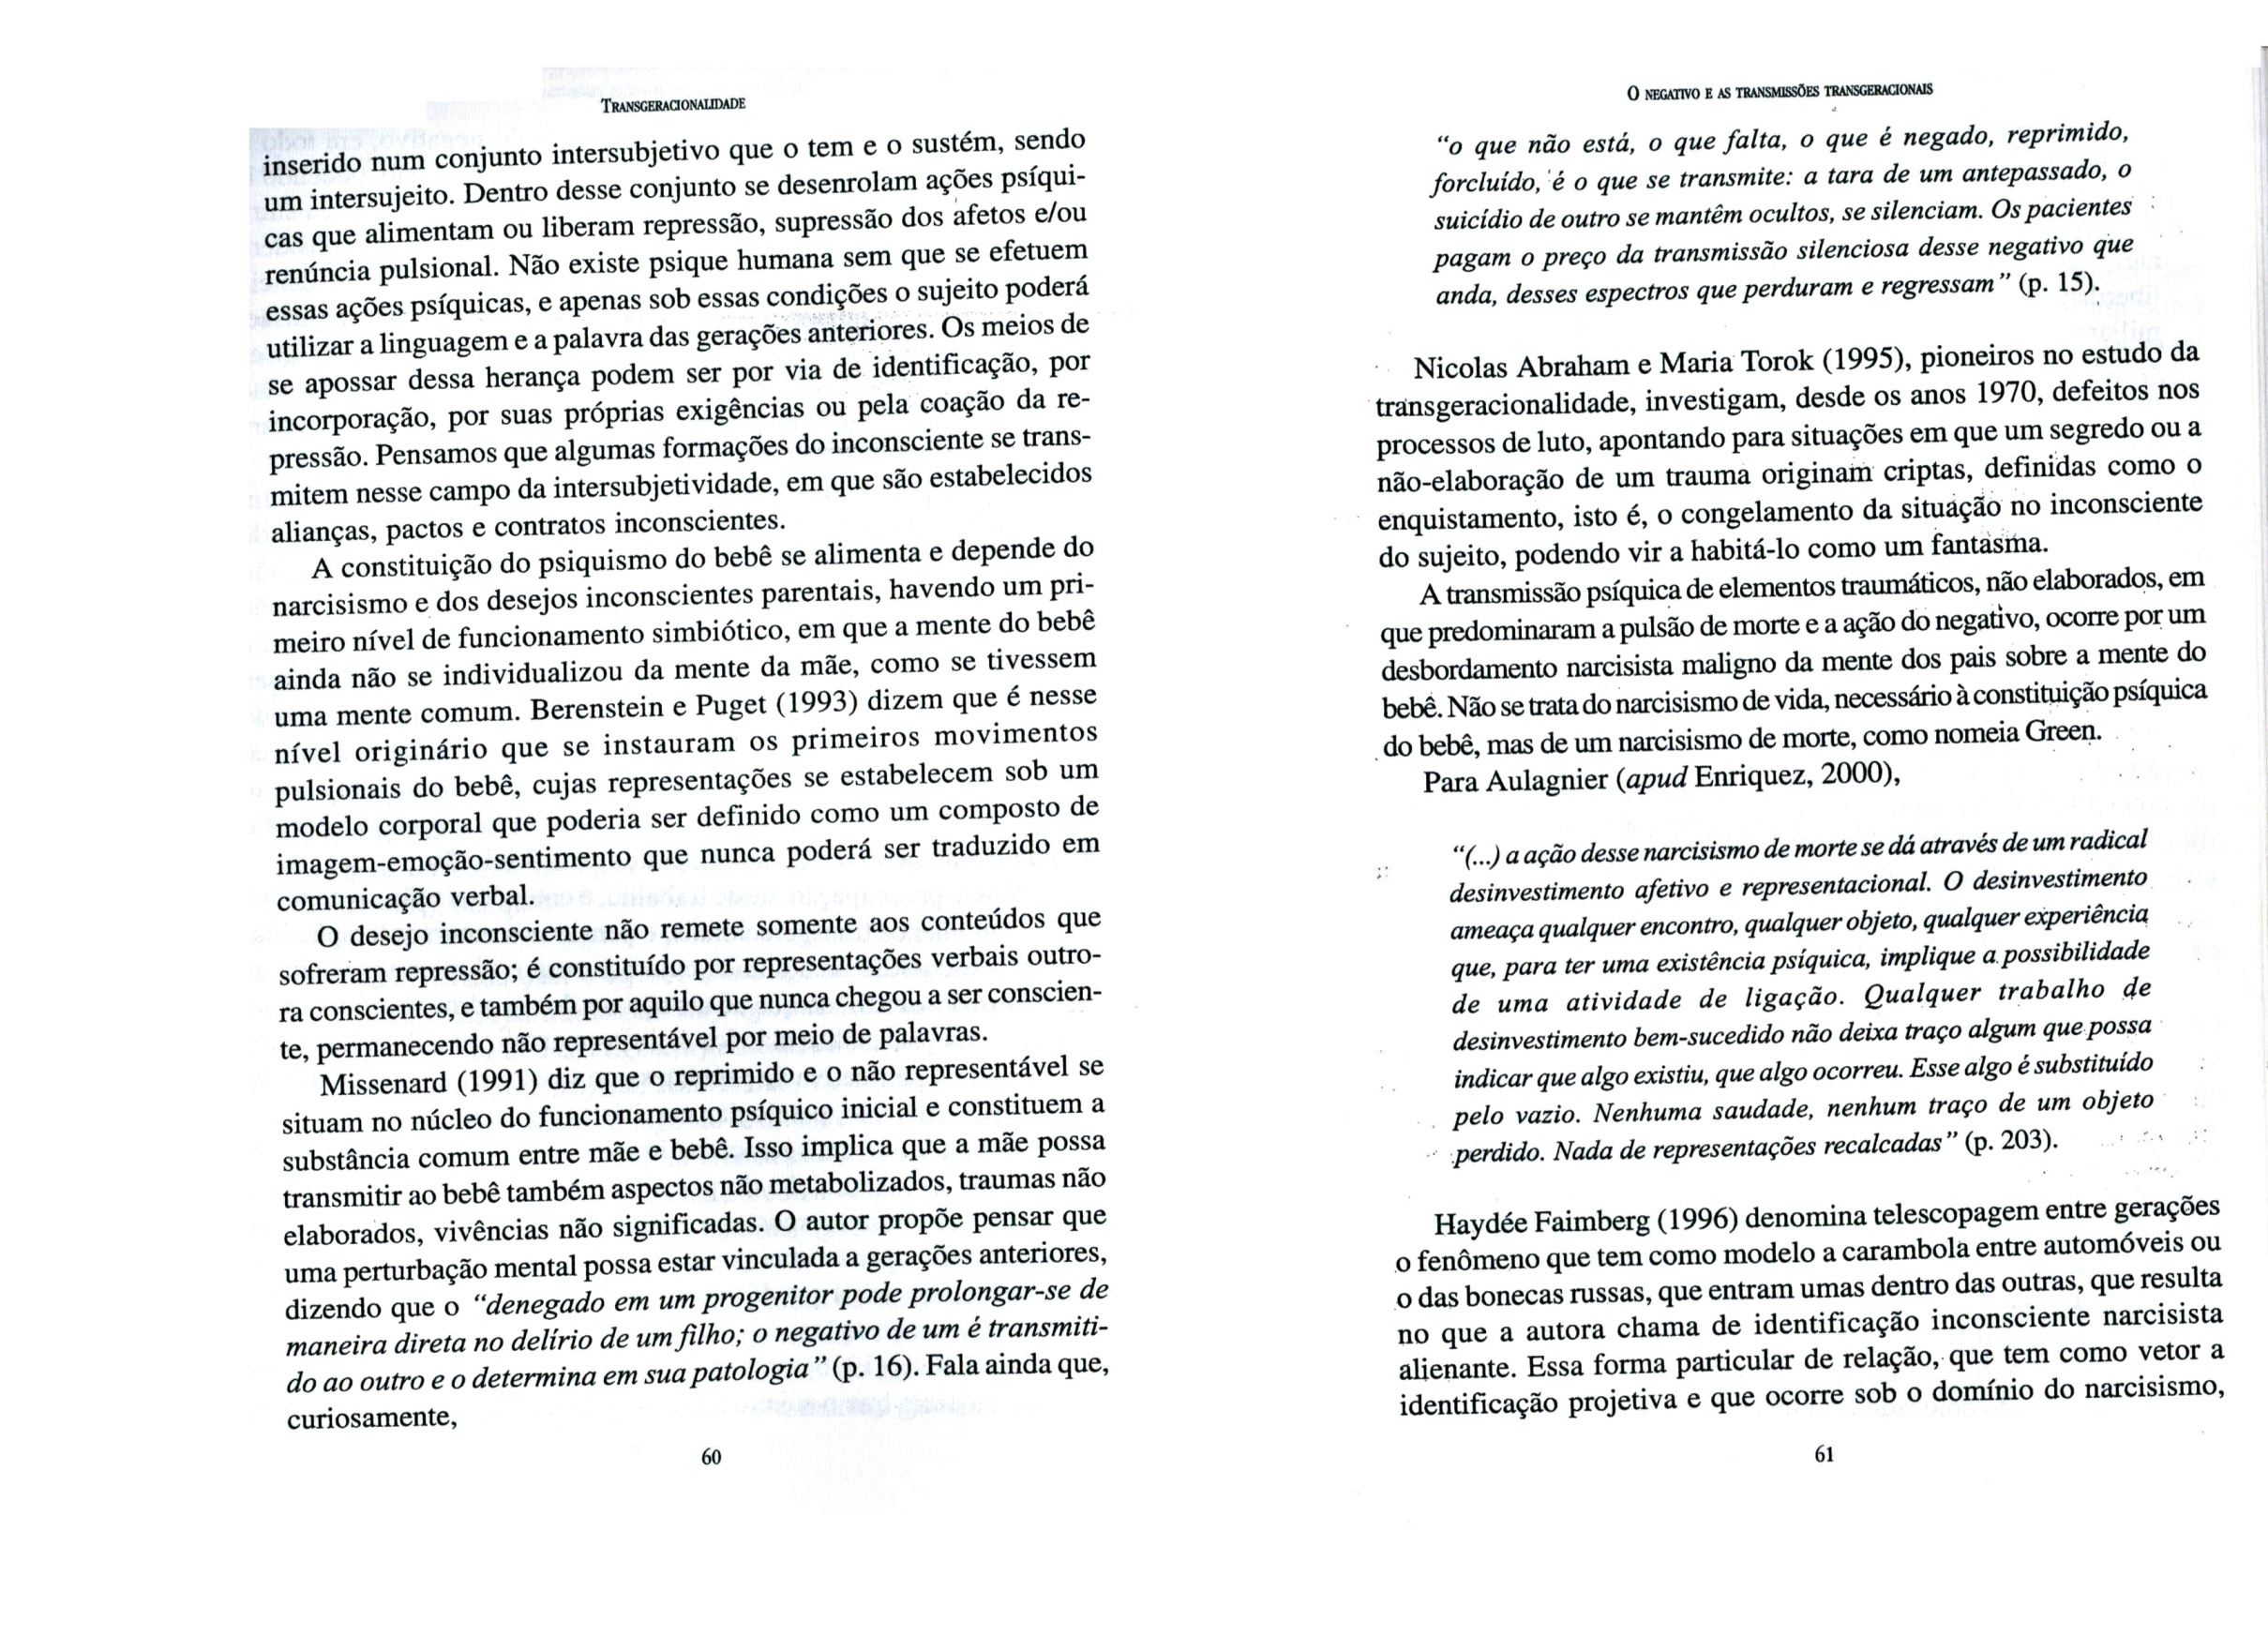 TRANSGERACIONALIDADE
inserido num conjunto intersubjetivo que o tem e o sustém, sendo
um intersujeito. Dentro desse conjunto se desenrolam ações psíqui-
cas que alimentam ou liberam repressão, supressão dos afetos e/ou
renúncia pulsional. Não existe psique humana sem que se efetuem
essas ações psíquicas, e apenas sob essas condições o sujeito poderá
utilizar a linguagem e a palavra das gerações anteriores. Os meios de
se apossar dessa herança podem ser por via de identificação, por
incorporação, por suas próprias exigências ou pela coação da re-
pressão. Pensamos que algumas formações do inconsciente se trans-
mitem nesse campo da intersubjetividade, em que são estabelecidos
alianças, pactos e contratos inconscientes.
A constituição do psiquismo do bebê se alimenta e depende do
narcisismo e dos desejos inconscientes parentais, havendo um pri-
meiro nível de funcionamento simbiótico, em que a mente do bebê
ainda não se individualizou da mente da mãe, como se tivessem
uma mente comum. Berenstein e Puget (1993) dizem que é nesse
nível originário que se instauram os primeiros movimentos
pulsionais do bebê, cujas representações se estabelecem sob um
modelo corporal que poderia ser definido como um composto de
imagem-emoção-sentimento que nunca poderá ser traduzido em
comunicação verbal.
O desejo inconsciente não remete somente aos conteúdos que
sofreram repressão; é constituído por representações verbais outro-
ra conscientes, e também por aquilo que nunca chegou a ser conscien-
te, permanecendo não representável por meio de palavras.
Missenard (1991) diz que o reprimido e o não representável se
situam no núcleo do funcionamento psíquico inicial e constituem a
substância comum entre mãe e bebê. Isso implica que a mãe possa
transmitir ao bebê também aspectos não metabolizados, traumas não
elaborados, vivências não significadas. O autor propõe pensar que
uma perturbação mental possa estar vinculada a gerações anteriores,
dizendo que o “denegado em um progenitor pode prolongar-se de
maneira direta no delírio de um filho; o negativo de um é transmiti-
do ao outro e o determina em sua patologia” (p. 16). Fala ainda que,
curiosamente,
60
O NEGATIVO E AS TRANSMISSÕES TRANSGERACIONAIS
“o que não está, o que falta, o que é negado, reprimido,
forcluído, é o que se transmite: a tara de um antepassado, o
suicídio de outro se mantêm ocultos, se silenciam. Os pacientes
pagam o preço da transmissão silenciosa desse negativo que
anda, desses espectros que perduram e regressam” (p. 15).
Nicolas Abraham e Maria Torok (1995), pioneiros no estudo da
transgeracionalidade, investigam, desde os anos 1970, defeitos nos
processos de luto, apontando para situações em que um segredo ou a
não-elaboração de um trauma originam criptas, definidas como o
enquistamento, isto é, o congelamento da situação no inconsciente
do sujeito, podendo vir a habitá-lo como um fantasma.
A transmissão psíquica de elementos traumáticos, não elaborados, em
que predominaram a pulsão de morte e a ação do negativo, ocorre por um
desbordamento narcisista maligno da mente dos pais sobre a mente do
bebê. Não se trata do narcisismo de vida, necessário à constituição psíquica
do bebê, mas de um narcisismo de morte, como nomeia Green.
Para Aulagnier (apud Enriquez, 2000),
“(...) a ação desse narcisismo de morte se dá através de um radical
desinvestimento afetivo e representacional. O desinvestimento
ameaça qualquer encontro, qualquer objeto, qualquer experiência
que, para ter uma existência psíquica, implique a possibilidade
de uma atividade de ligação. Qualquer trabalho de
desinvestimento bem-sucedido não deixa traço algum que possa
indicar que algo existiu, que algo ocorreu. Esse algo é substituído
pelo vazio. Nenhuma saudade, nenhum traço de um objeto
perdido. Nada de representações recalcadas” (p. 203).
Haydée Faimberg (1996) denomina telescopagem entre gerações
o fenômeno que tem como modelo a carambola entre automóveis ou
o das bonecas russas, que entram umas dentro das outras, que resulta
no que a autora chama de identificação inconsciente narcisista
alienante. Essa forma particular de relação, que tem como vetor a
identificação projetiva e que ocorre sob o domínio do narcisismo,
61